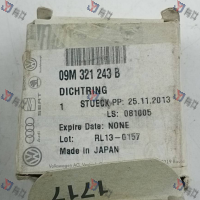 09M 321 243 B
DICHTRING
1 STUECK PP: 25.11.2013
LS: 081005
Expire Date: NONE
Lot: RL13-0157
Made in JAPAN
1717